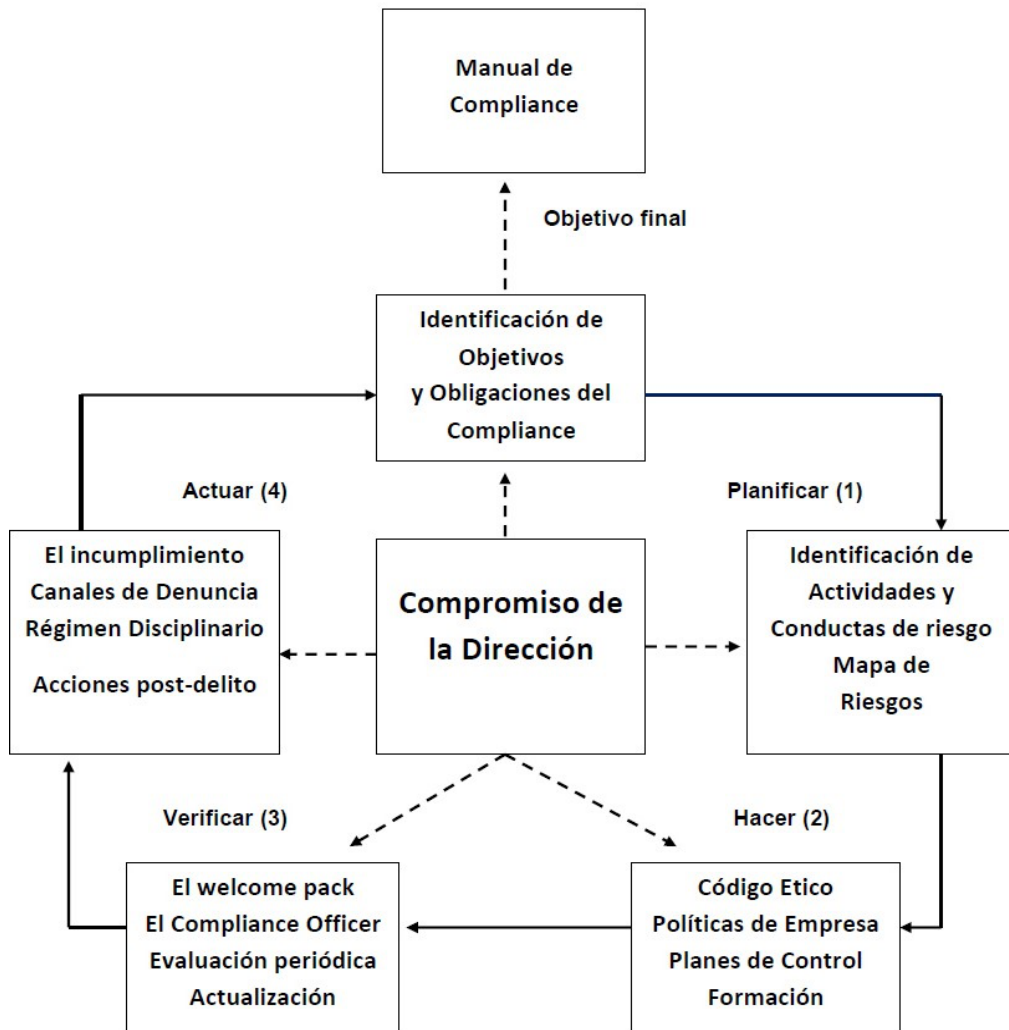 Manual de
Compliance
Objetivo final
Identificación de
Objetivos
y Obligaciones del
Compliance
Actuar (4)
Planificar (1)
El incumplimiento
Canales de Denuncia
Régimen Disciplinario
Acciones post-delito
Compromiso de
la Dirección
Identificación de
Actividades y
Conductas de riesgo
Mapa de
Riesgos
Verificar (3)
Hacer (2)
El welcome pack
El Compliance Officer
Evaluación periódica
Actualización
Código Etico
Políticas de Empresa
Planes de Control
Formación